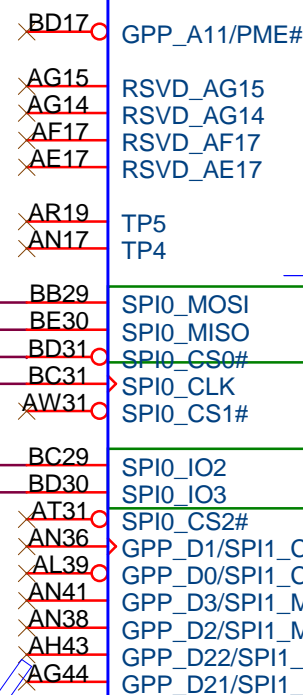 BD17 GPP_A11/PME#
AG15 RSVD_AG15
AG14 RSVD_AG14
AF17 RSVD_AF17
AE17 RSVD_AE17
AR19 TP5
AN17 TP4
BB29 SPI0_MOSI
BE30 SPI0_MISO
BD31 SPI0_CS0#
BC31 SPI0_CLK
AW31 SPI0_CS1#
BC29 SPI0_IO2
BD30 SPI0_IO3
AT31 SPI0_CS2#
AN36 GPP_D1/SPI1_C
AL39 GPP_D0/SPI1_C
AN41 GPP_D3/SPI1_M
AN38 GPP_D2/SPI1_M
AH43 GPP_D22/SPI1_
AG44 GPP_D21/SPI1_